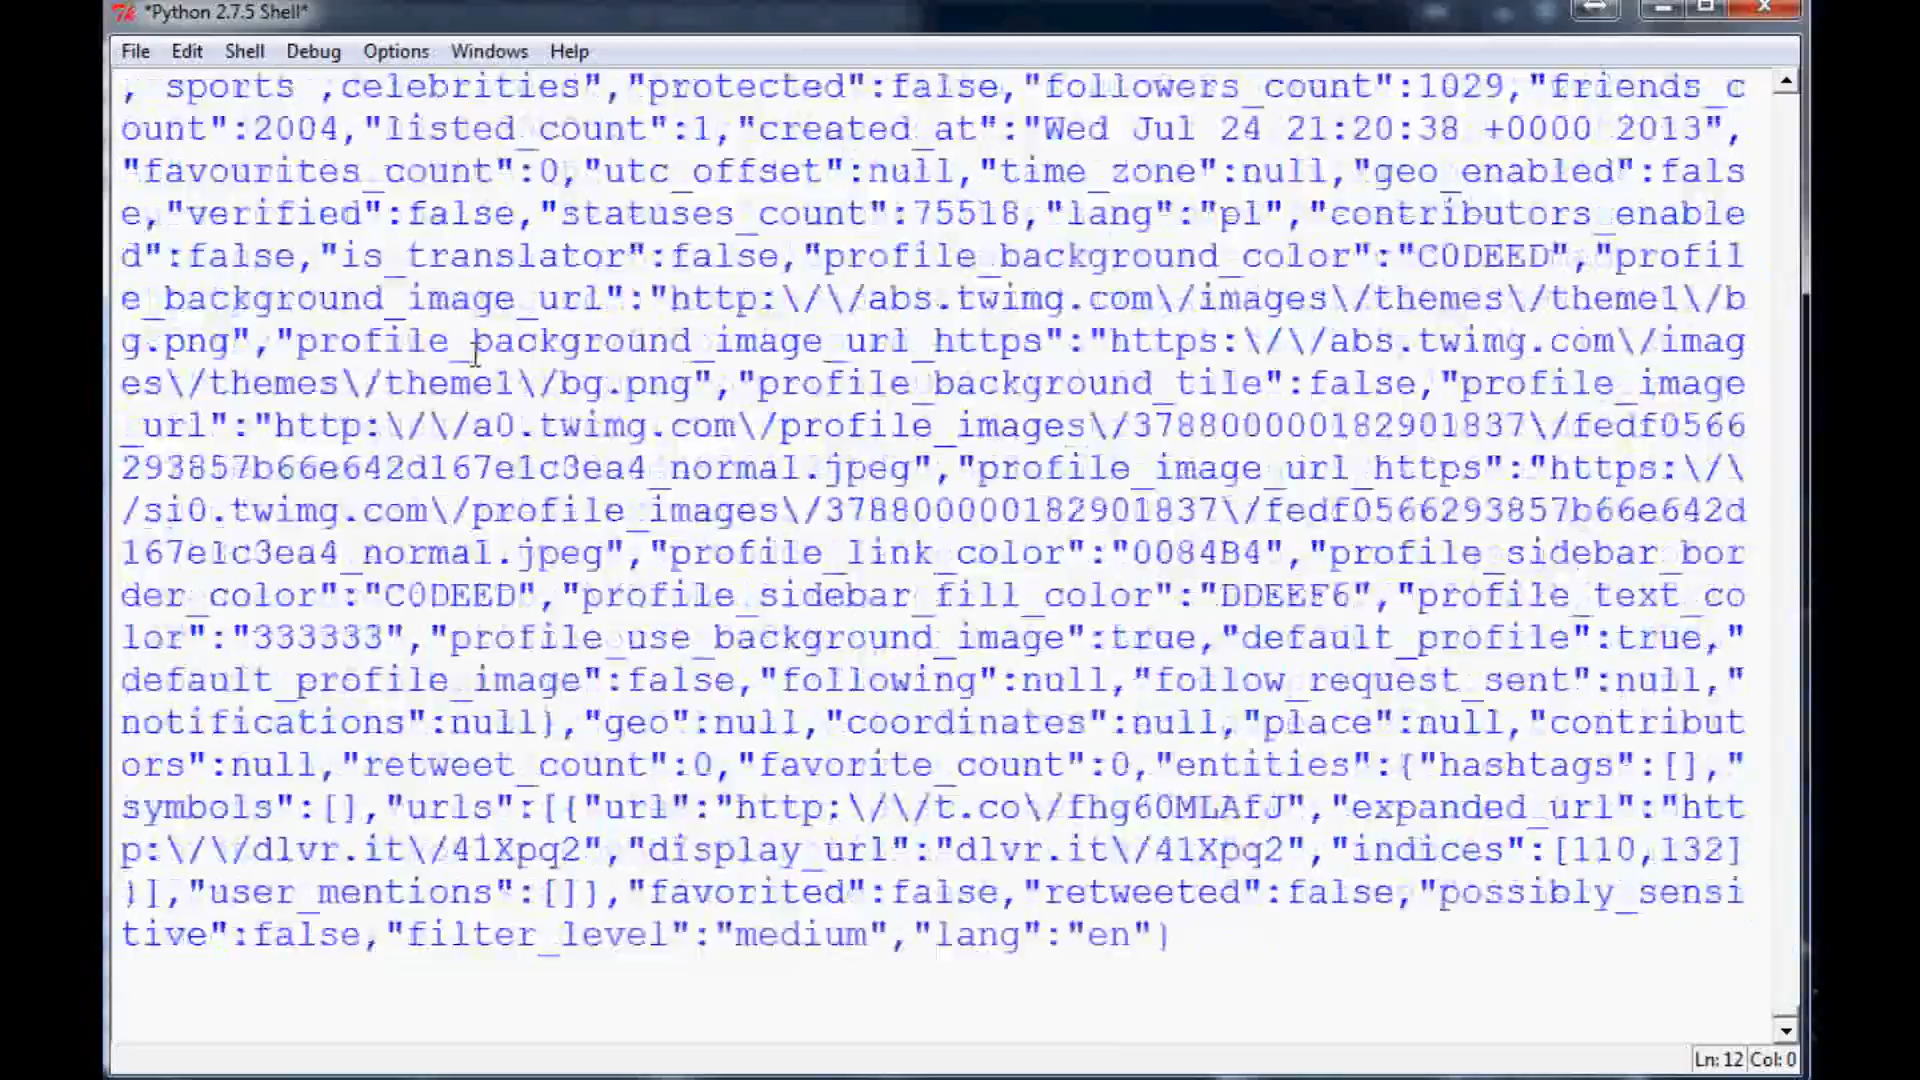 *Python 2.7.5 Shell*
File Edit Shell Debug Options Windows Help
, sports ,celebrities","protected":false,"followers_count":1029,"friends_c
ount":2004,"listed_count":1,"created_at":"Wed Jul 24 21:20:38 +0000 2013",
"favourites_count":0,"utc_offset":null,"time_zone":null,"geo_enabled":fals
e,"verified":false,"statuses_count":75518,"lang":"pl","contributors_enable
d":false,"is_translator":false,"profile_background_color":"C0DEED","profil
e_background_image_url":"http:\/\/abs.twimg.com\/images\/themes\/theme1\/b
g.png","profile_background_image_url_https":"https:\/\/abs.twimg.com\/imag
es\/themes\/theme1\/bg.png","profile_background_tile":false,"profile_image
_url":"http:\/\/a0.twimg.com\/profile_images\/378800000182901837\/fedf0566
293857b66e642d167e1c3ea4_normal.jpeg","profile_image_url_https":"https:\/\
/si0.twimg.com\/profile_images\/378800000182901837\/fedf0566293857b66e642d
167e1c3ea4_normal.jpeg","profile_link_color":"0084B4","profile_sidebar_bor
der_color":"C0DEED","profile_sidebar_fill_color":"DDEEF6","profile_text_co
lor":"333333","profile_use_background_image":true,"default_profile":true,"
default_profile_image":false,"following":null,"follow_request_sent":null,"
notifications":null},"geo":null,"coordinates":null,"place":null,"contribut
ors":null,"retweet_count":0,"favorite_count":0,"entities":{"hashtags":[],"
symbols":[],"urls":[{"url":"http:\/\/t.co\/fhg60MLAfJ","expanded_url":"htt
p:\/\/dlvr.it\/41Xpq2","display_url":"dlvr.it\/41Xpq2","indices":[110,132]
}],"user_mentions":[]},"favorited":false,"retweeted":false,"possibly_sensi
tive":false,"filter_level":"medium","lang":"en"}
Ln: 12 Col: 0